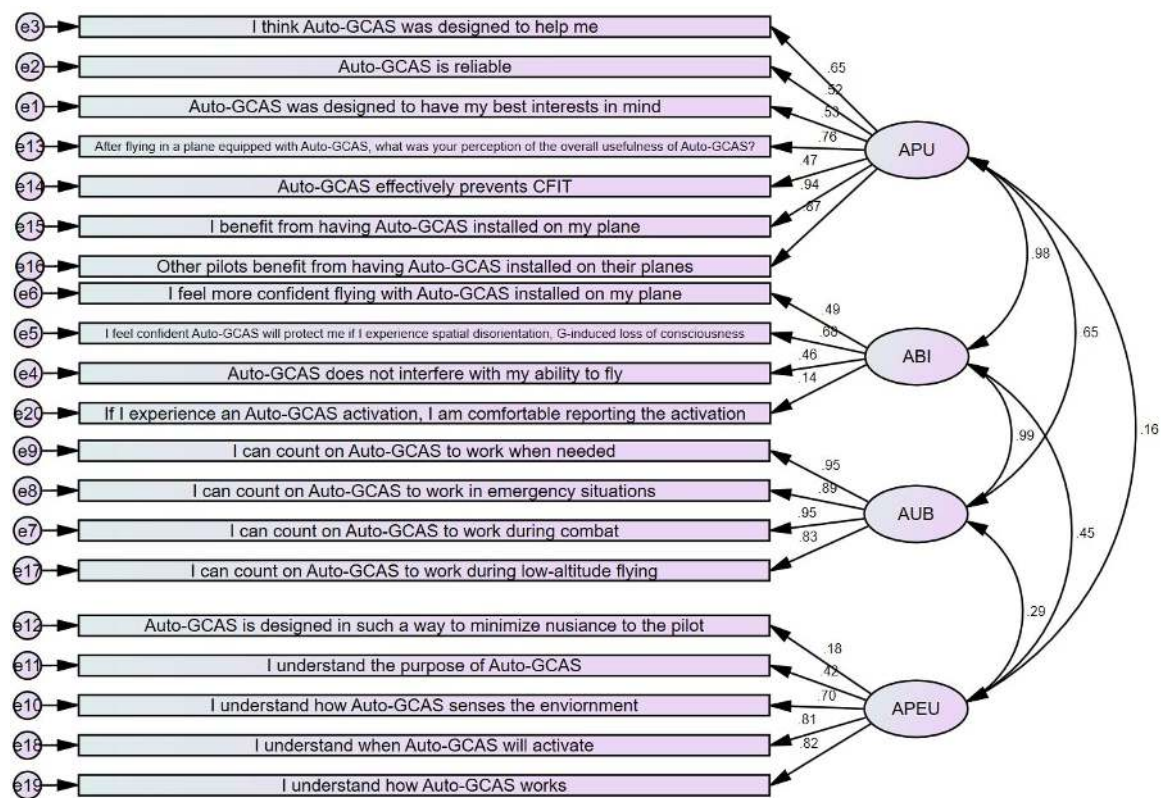 e3 I think Auto-GCAS was designed to help me
.65
e2 Auto-GCAS is reliable
.52
e1 Auto-GCAS was designed to have my best interests in mind
.53
e13 After flying in a plane equipped with Auto-GCAS, what was your perception of the overall usefulness of Auto-GCAS?
.76
APU
e14 Auto-GCAS effectively prevents CFIT
.47
.94
e15 I benefit from having Auto-GCAS installed on my plane
.87
e16 Other pilots benefit from having Auto-GCAS installed on their planes
.98
e6 I feel more confident flying with Auto-GCAS installed on my plane
.49
e5 I feel confident Auto-GCAS will protect me if I experience spatial disorientation, G-induced loss of consciousness
.68
ABI
.65
e4 Auto-GCAS does not interfere with my ability to fly
.46
.14
e20 If I experience an Auto-GCAS activation, I am comfortable reporting the activation
.99
.16
e9 I can count on Auto-GCAS to work when needed
.95
e8 I can count on Auto-GCAS to work in emergency situations
.89
AUB
e7 I can count on Auto-GCAS to work during combat
.95
.83
.45
e17 I can count on Auto-GCAS to work during low-altitude flying
.29
e12 Auto-GCAS is designed in such a way to minimize nusiance to the pilot
.18
e11 I understand the purpose of Auto-GCAS
.42
e10 I understand how Auto-GCAS senses the enviornment
.70
APEU
.81
e18 I understand when Auto-GCAS will activate
.82
e19 I understand how Auto-GCAS works